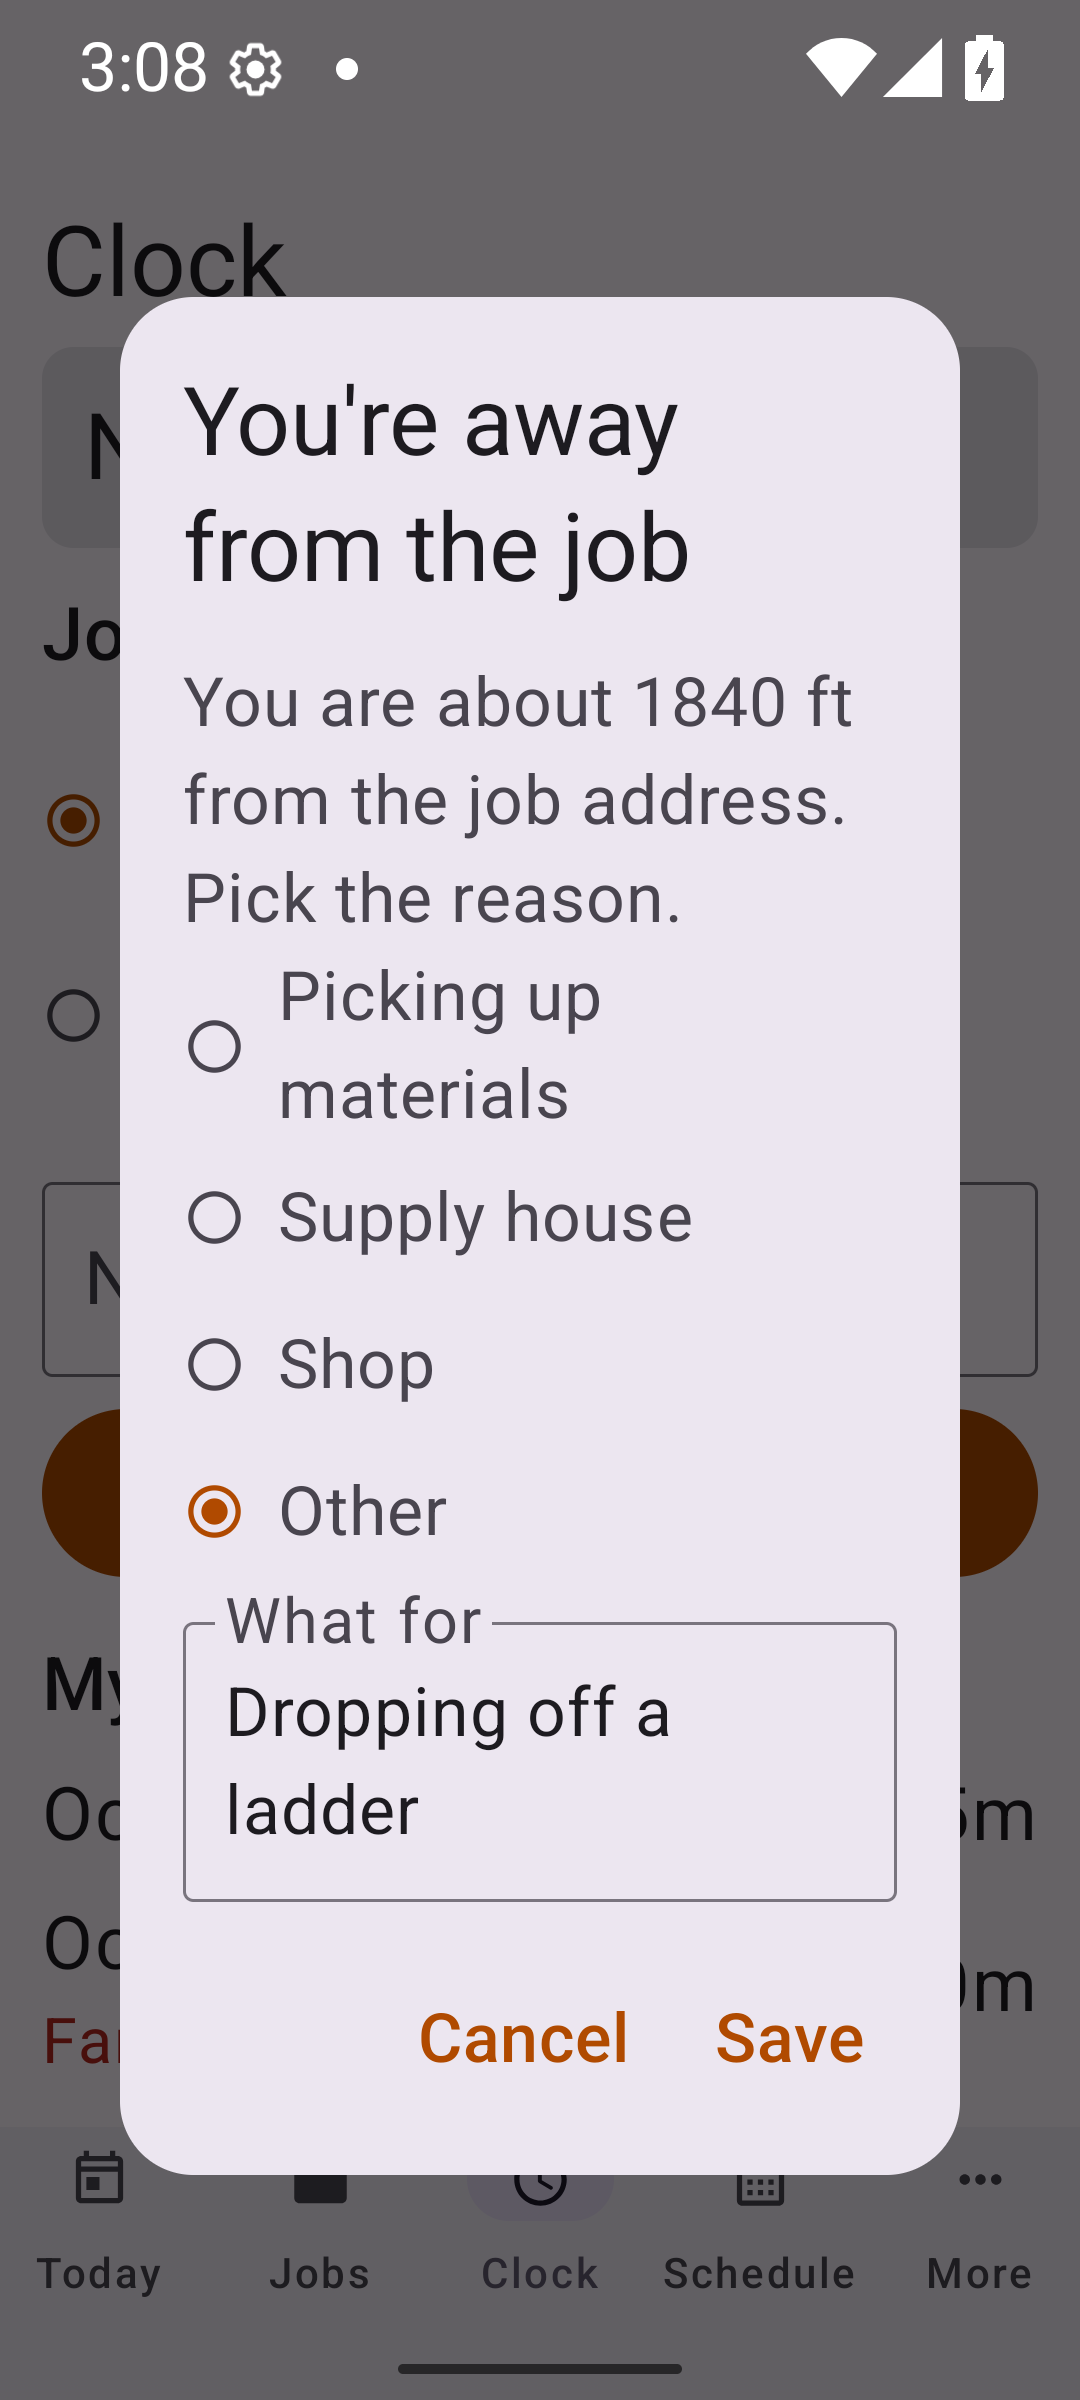 3:08
Clock
You're away
from the job
You are about 1840 ft
from the job address.
Pick the reason.
Picking up
materials
Supply house
Shop
Other
What for
Dropping off a
ladder
Cancel
Save
Today
Jobs
Clock
Schedule
More